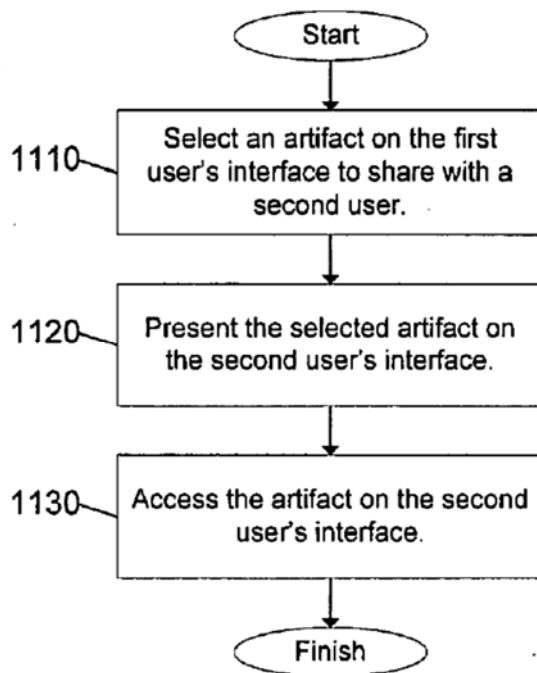 Start
1110
Select an artifact on the first
user's interface to share with a
second user.
1120
Present the selected artifact on
the second user's interface.
1130
Access the artifact on the second
user's interface.
Finish